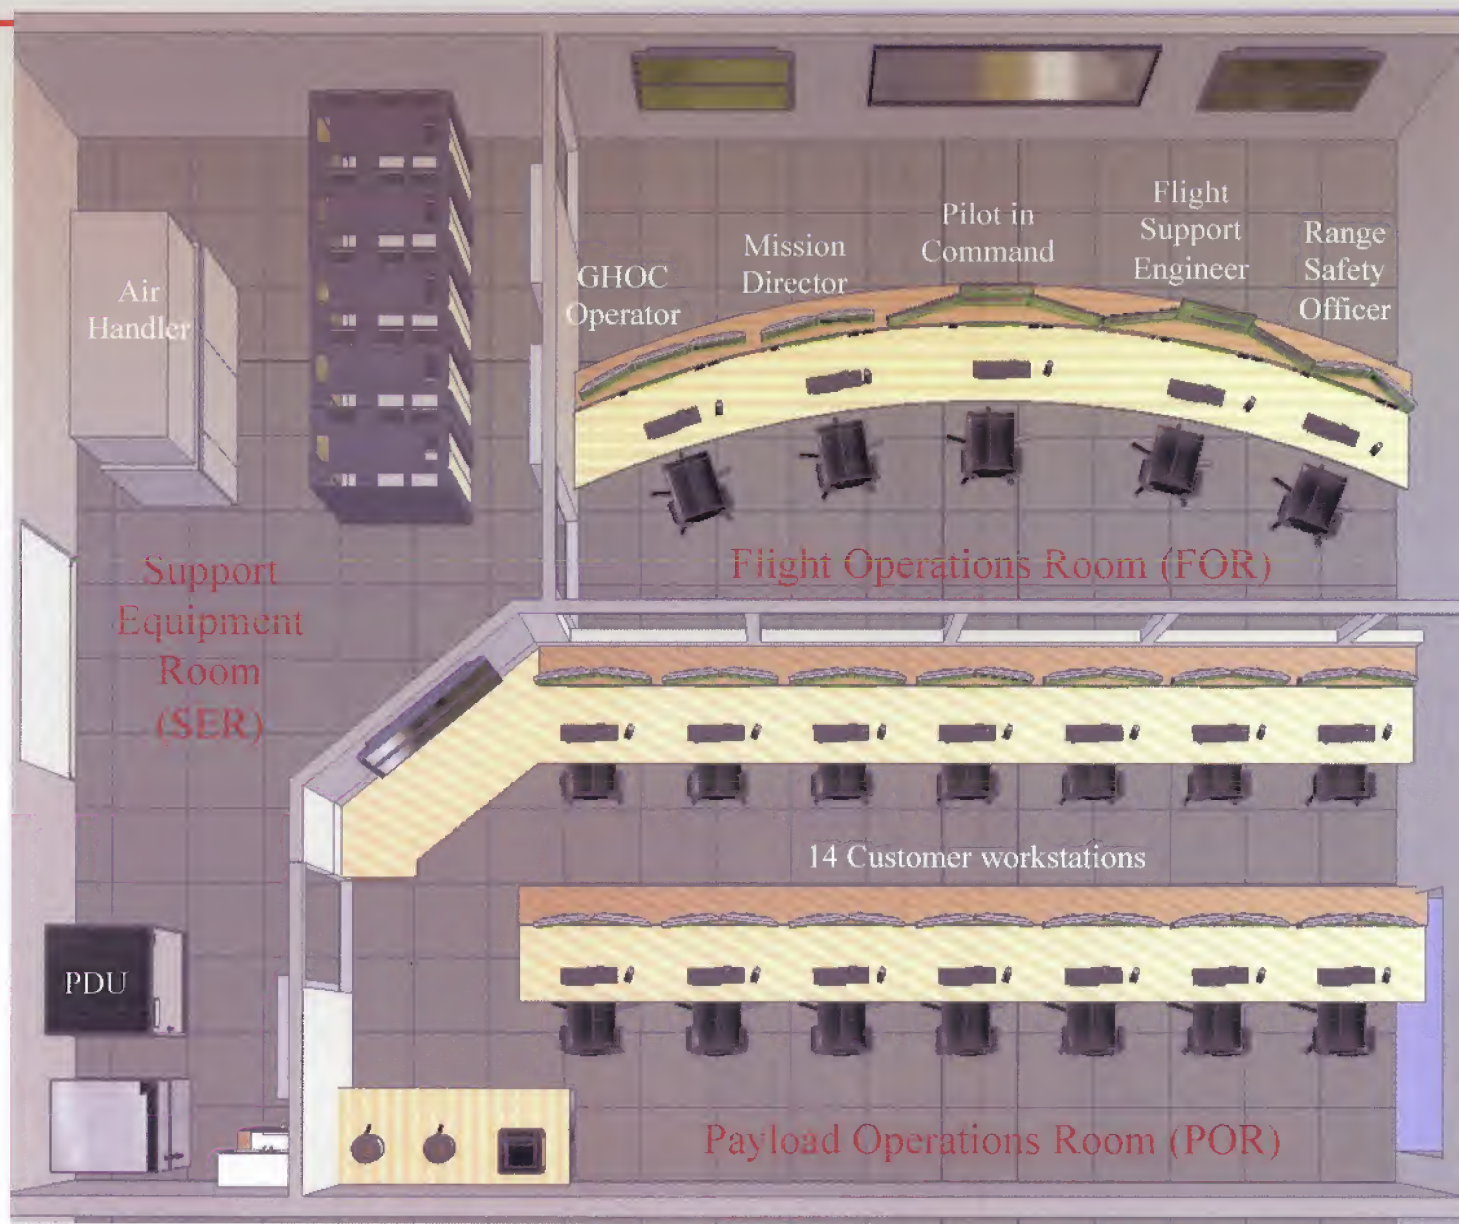 Air
Handler
GHOC
Operator
Mission
Director
Pilot in
Command
Flight
Support
Engineer
Range
Safety
Officer
Support
Equipment
Room
(SER)
Flight Operations Room (FOR)
14 Customer workstations
PDU
Payload Operations Room (POR)